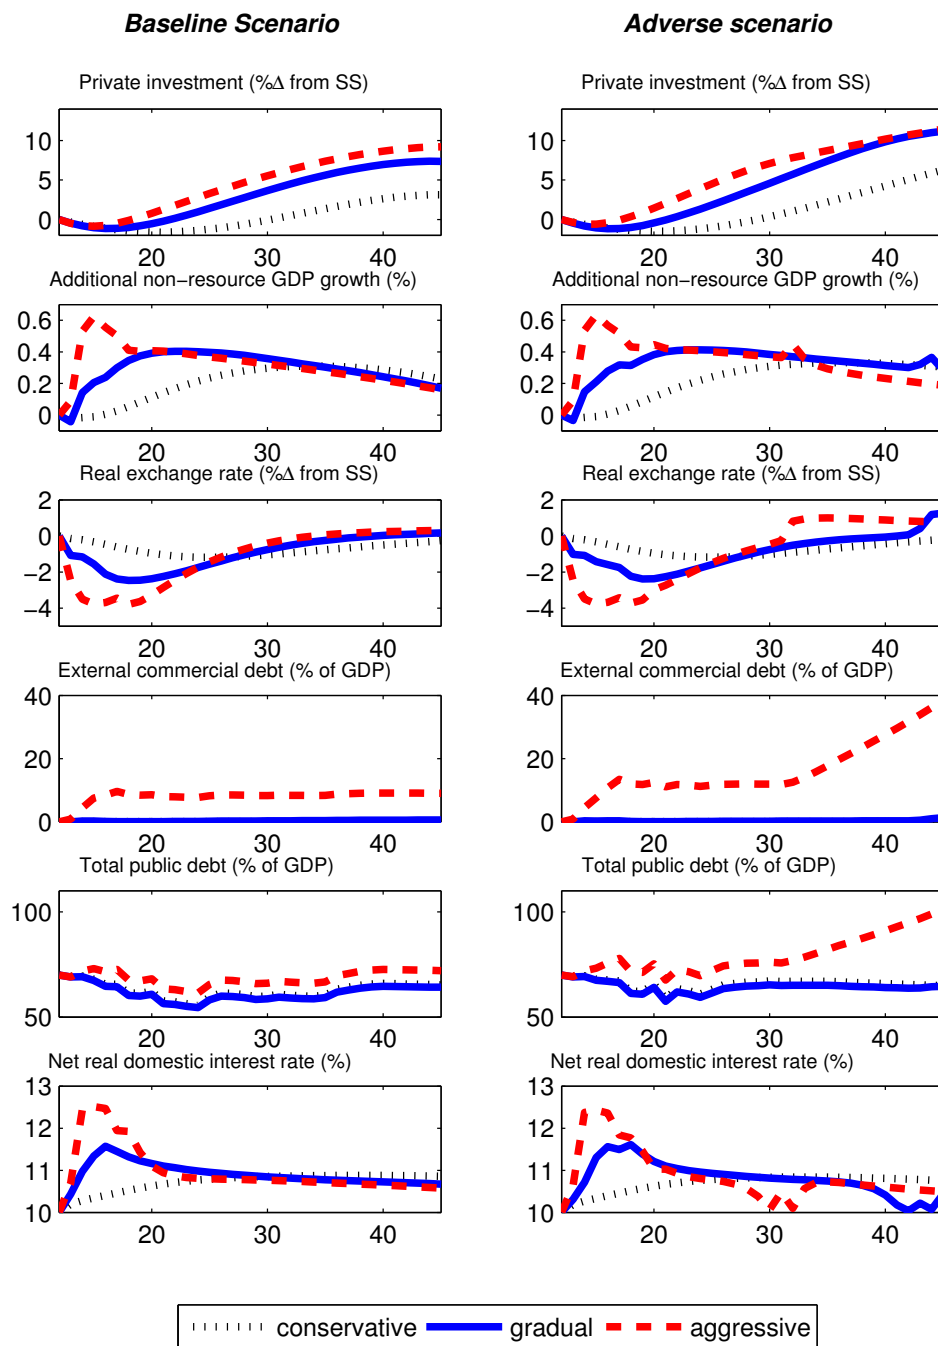 Baseline Scenario
Adverse scenario
Private investment (%Δ from SS)
Private investment (%Δ from SS)
10
5
0
20 30 40
10
5
0
20 30 40
Additional non−resource GDP growth (%)
Additional non−resource GDP growth (%)
0.6
0.4
0.2
0
20 30 40
0.6
0.4
0.2
0
20 30 40
Real exchange rate (%Δ from SS)
Real exchange rate (%Δ from SS)
2
0
−2
−4
20 30 40
2
0
−2
−4
20 30 40
External commercial debt (% of GDP)
External commercial debt (% of GDP)
40
20
0
20 30 40
40
20
0
20 30 40
Total public debt (% of GDP)
Total public debt (% of GDP)
100
50
20 30 40
100
50
20 30 40
Net real domestic interest rate (%)
Net real domestic interest rate (%)
13
12
11
10
20 30 40
13
12
11
10
20 30 40
conservative gradual aggressive